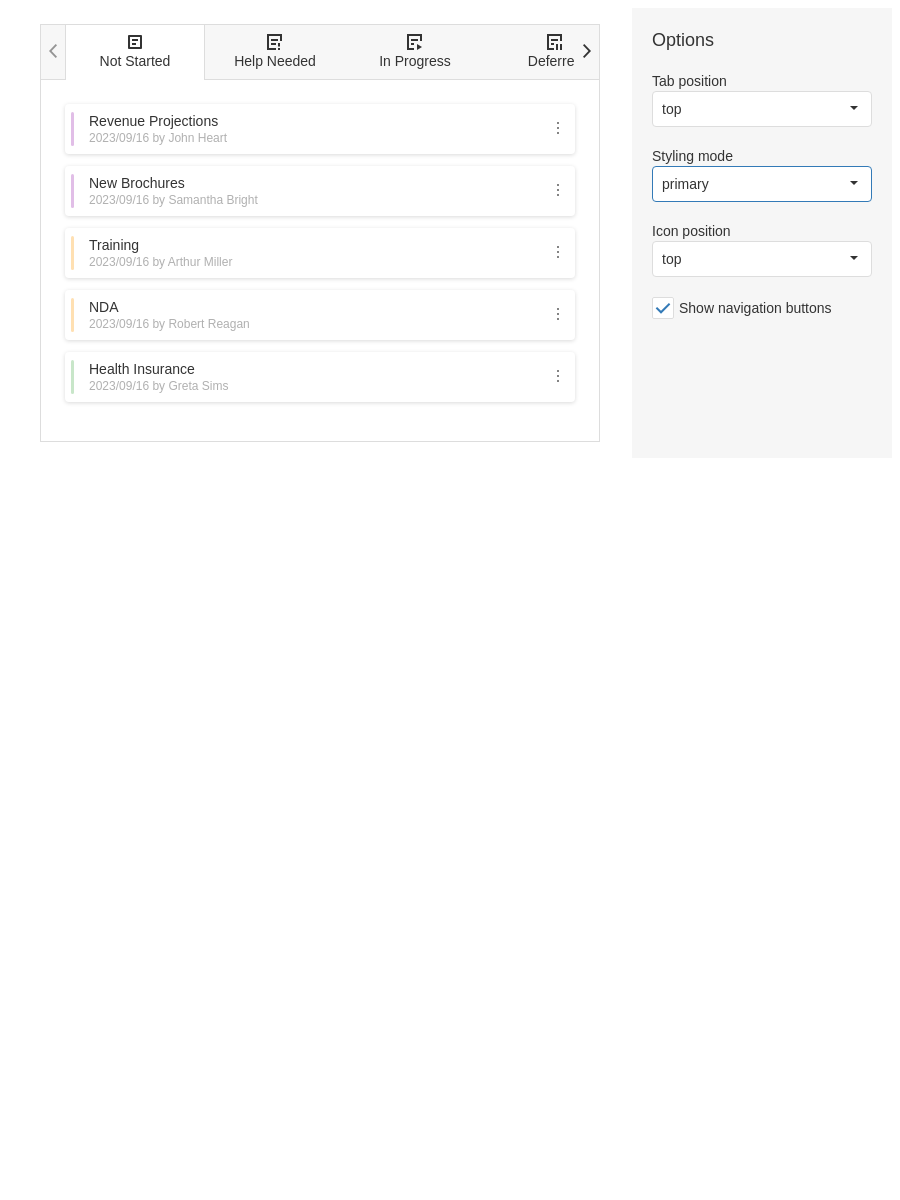 Not Started
Help Needed
In Progress
Deferre
Revenue Projections
2023/09/16 by John Heart
New Brochures
2023/09/16 by Samantha Bright
Training
2023/09/16 by Arthur Miller
NDA
2023/09/16 by Robert Reagan
Health Insurance
2023/09/16 by Greta Sims
Options
Tab position
top
Styling mode
primary
Icon position
top
Show navigation buttons